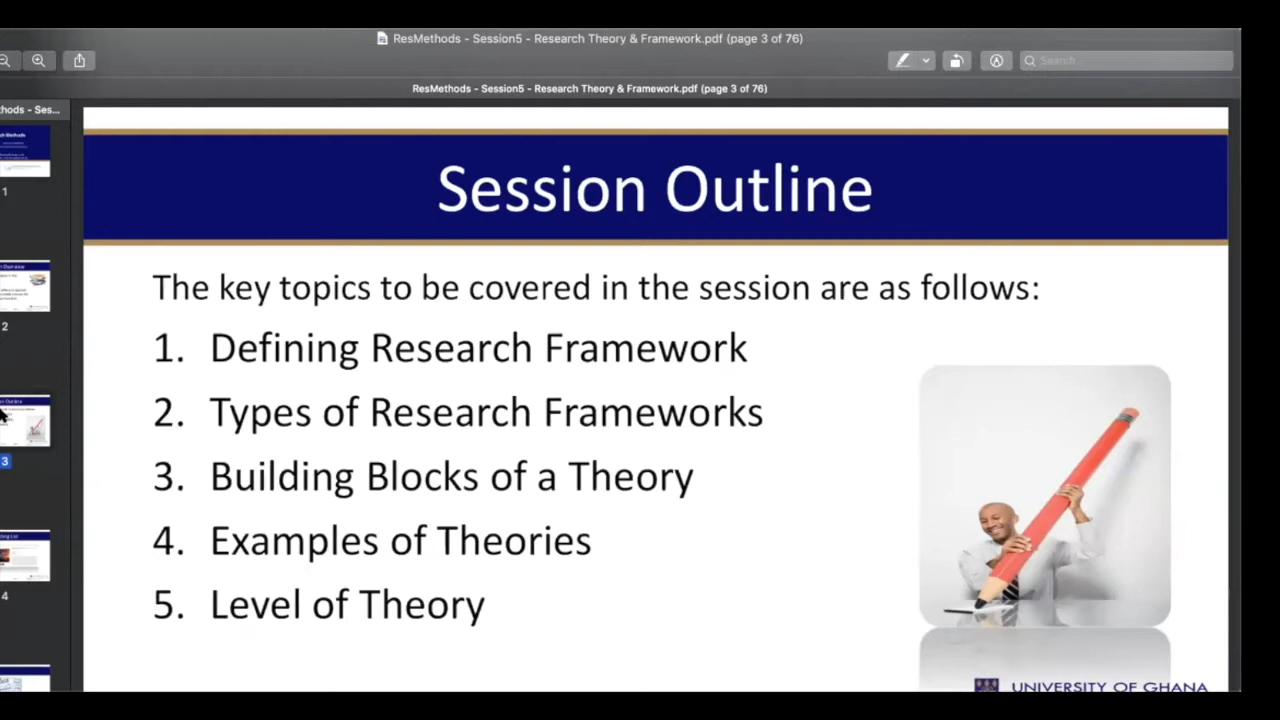 ResMethods - Session5 - Research Theory & Framework.pdf (page 3 of 76)
Search
ResMethods - Session5 - Research Theory & Framework.pdf (page 3 of 76)
hods - Ses...
1
2
3
4
Session Outline
The key topics to be covered in the session are as follows:
1. Defining Research Framework
2. Types of Research Frameworks
3. Building Blocks of a Theory
4. Examples of Theories
5. Level of Theory
UNIVERSITY OF GHANA